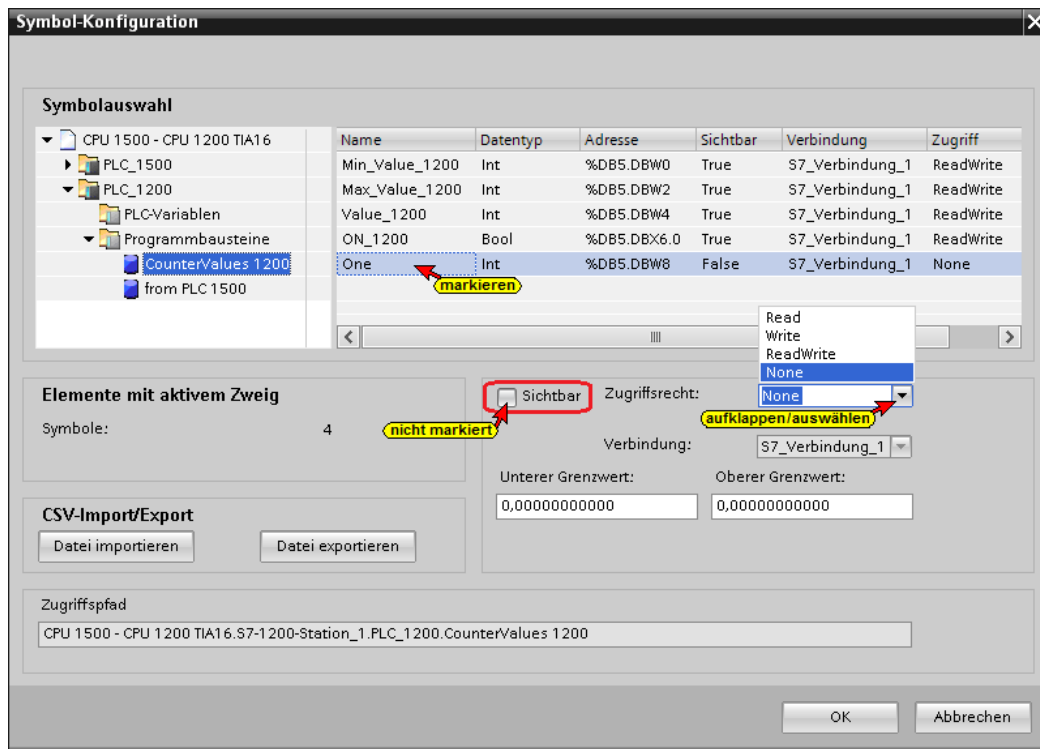 Symbol-Konfiguration
Symbolauswahl
CPU 1500 - CPU 1200 TIA16
PLC_1500
PLC_1200
PLC-Variablen
Programmbausteine
CounterValues 1200
from PLC 1500
Name Datentyp Adresse Sichtbar Verbindung Zugriff
Min_Value_1200 Int %DB5.DBW0 True S7_Verbindung_1 ReadWrite
Max_Value_1200 Int %DB5.DBW2 True S7_Verbindung_1 ReadWrite
Value_1200 Int %DB5.DBW4 True S7_Verbindung_1 ReadWrite
ON_1200 Bool %DB5.DBX6.0 True S7_Verbindung_1 ReadWrite
One Int %DB5.DBW8 False S7_Verbindung_1 None
markieren
Read
Write
ReadWrite
None
Elemente mit aktivem Zweig
Symbole: 4
Sichtbar Zugriffsrecht: None
nicht markiert
aufklappen/auswählen
Verbindung: S7_Verbindung_1
Unterer Grenzwert: Oberer Grenzwert:
0,00000000000 0,00000000000
CSV-Import/Export
Datei importieren Datei exportieren
Zugriffspfad
CPU 1500 - CPU 1200 TIA16.S7-1200-Station_1.PLC_1200.CounterValues 1200
OK Abbrechen